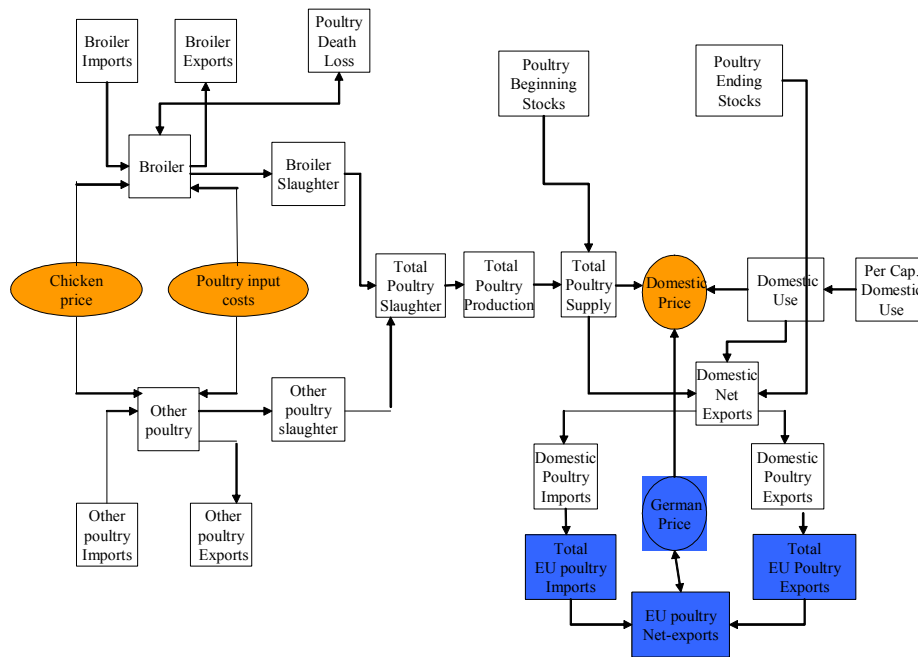 Broiler
Imports
Broiler
Exports
Poultry
Death
Loss
Poultry
Beginning
Stocks
Poultry
Ending
Stocks
Broiler
Broiler
Slaughter
Chicken
price
Poultry input
costs
Total
Poultry
Slaughter
Total
Poultry
Production
Total
Poultry
Supply
Domestic
Price
Domestic
Use
Per Cap.
Domestic
Use
Other
poultry
Other
poultry
slaughter
Domestic
Net
Exports
Domestic
Poultry
Imports
German
Price
Domestic
Poultry
Exports
Other
poultry
Imports
Other
poultry
Exports
Total
EU poultry
Imports
Total
EU Poultry
Exports
EU poultry
Net-exports